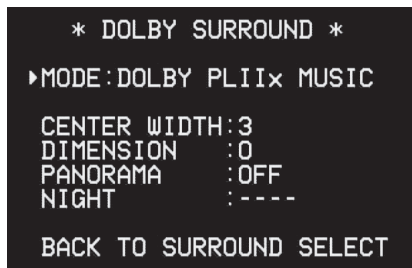 * DOLBY SURROUND *
▶MODE:DOLBY PLIIx MUSIC
CENTER WIDTH:3
DIMENSION :0
PANORAMA :OFF
NIGHT :----
BACK TO SURROUND SELECT